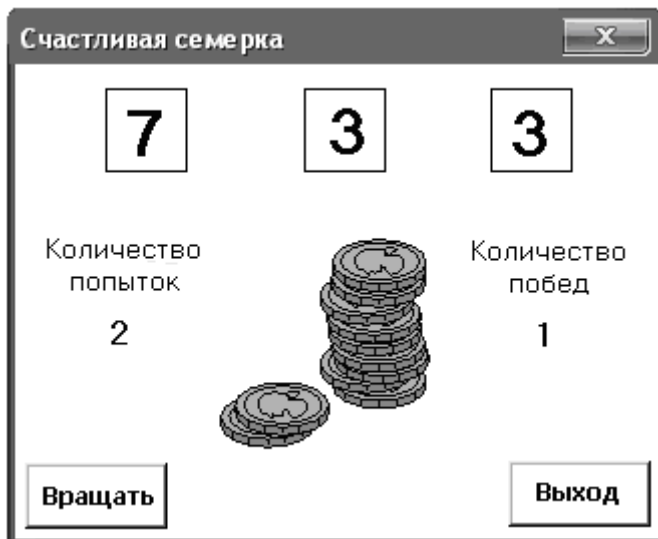 Счастливая семерка
7 3 3
Количество
попыток
2
Количество
побед
1
Вращать
Выход